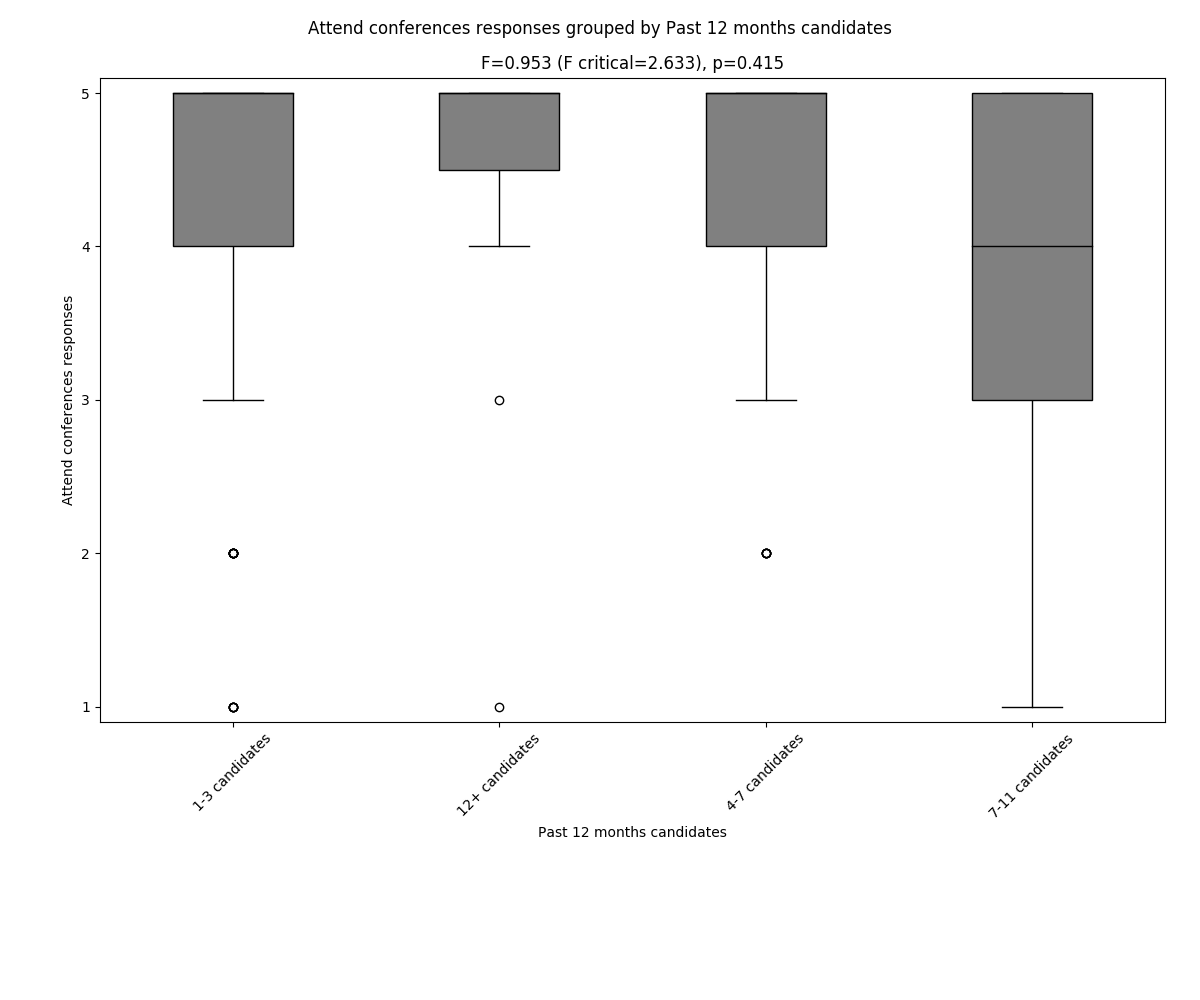 Attend conferences responses grouped by Past 12 months candidates
F=0.953 (F critical=2.633), p=0.415
Attend conferences responses
5
4
3
2
1
1-3 candidates
12+ candidates
4-7 candidates
7-11 candidates
Past 12 months candidates